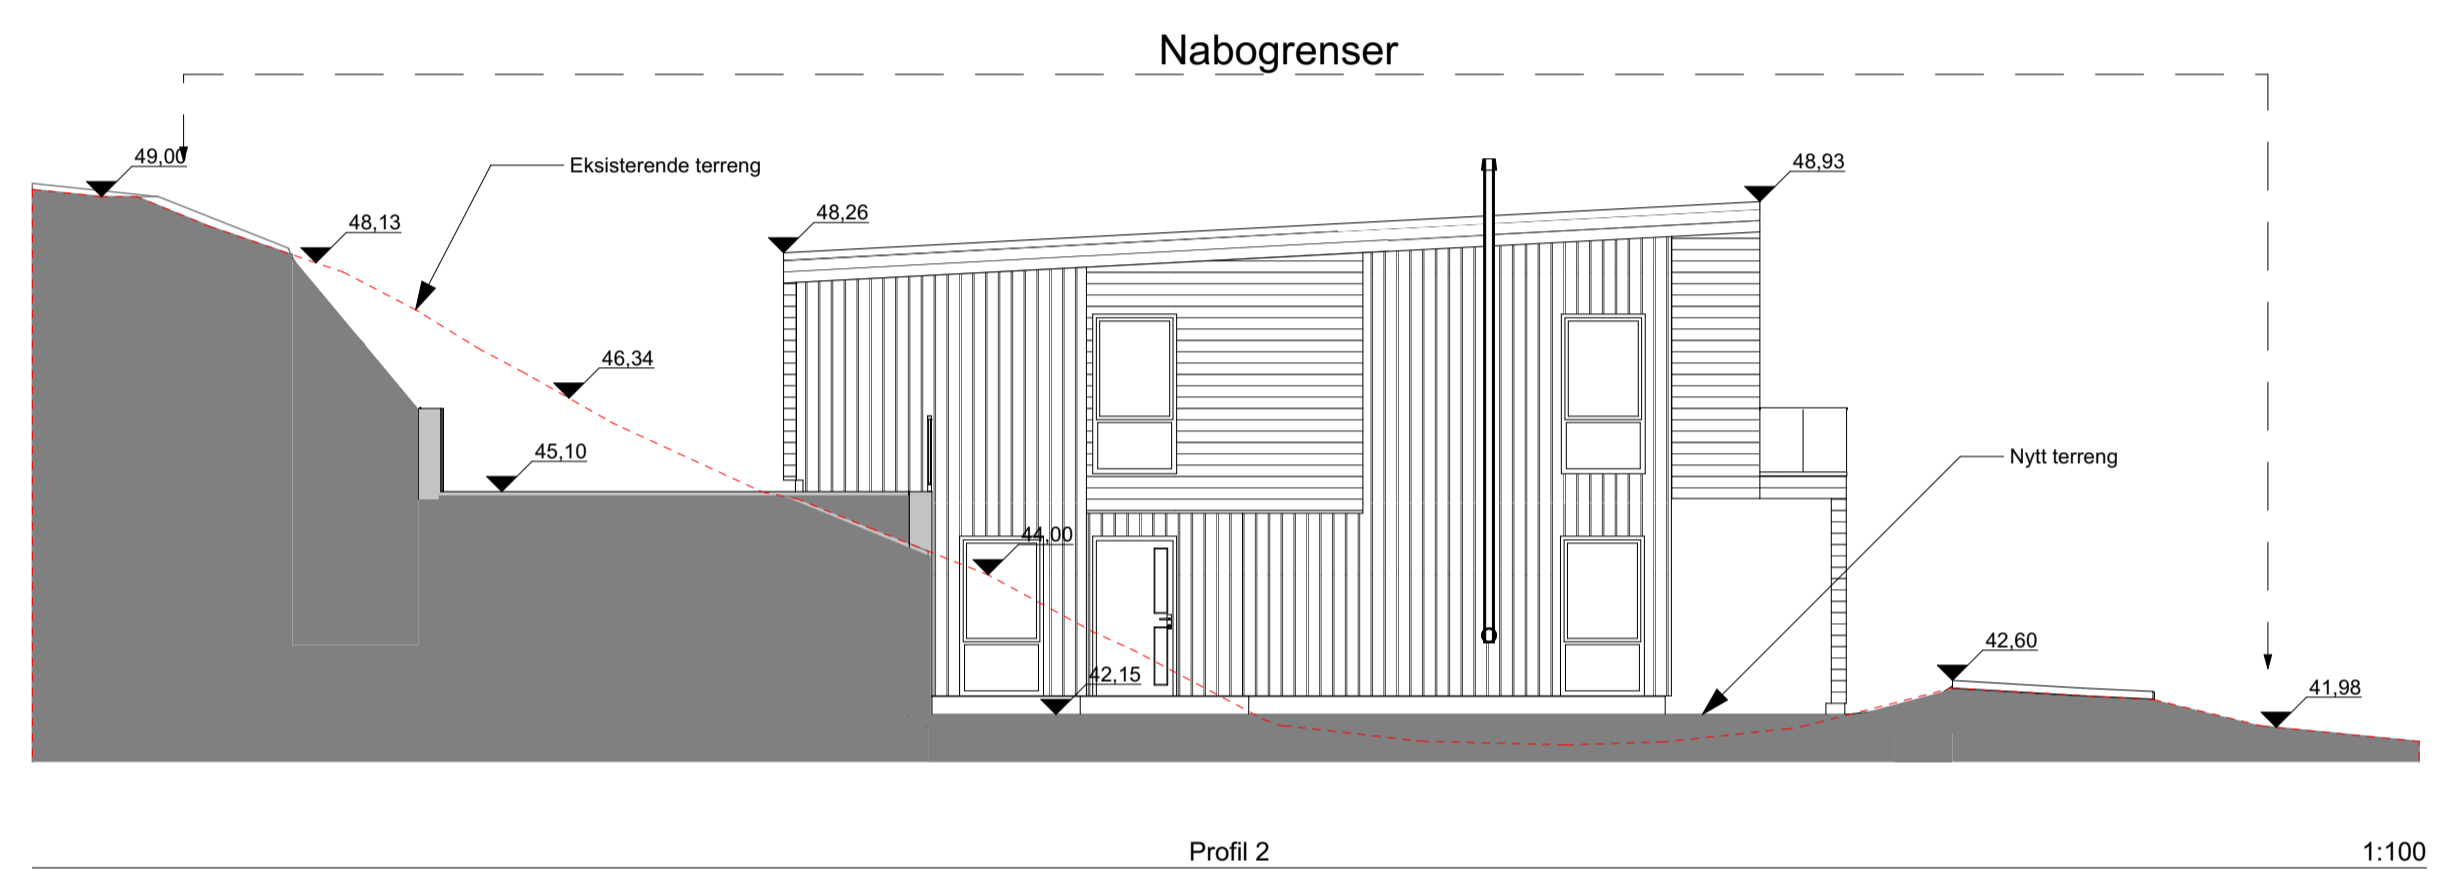 Nabogrenser
49,00
Eksisterende terreng
48,93
48,13
48,26
46,34
45,10
Nytt terreng
44,00
42,60
42,15
41,98
Profil 2
1:100